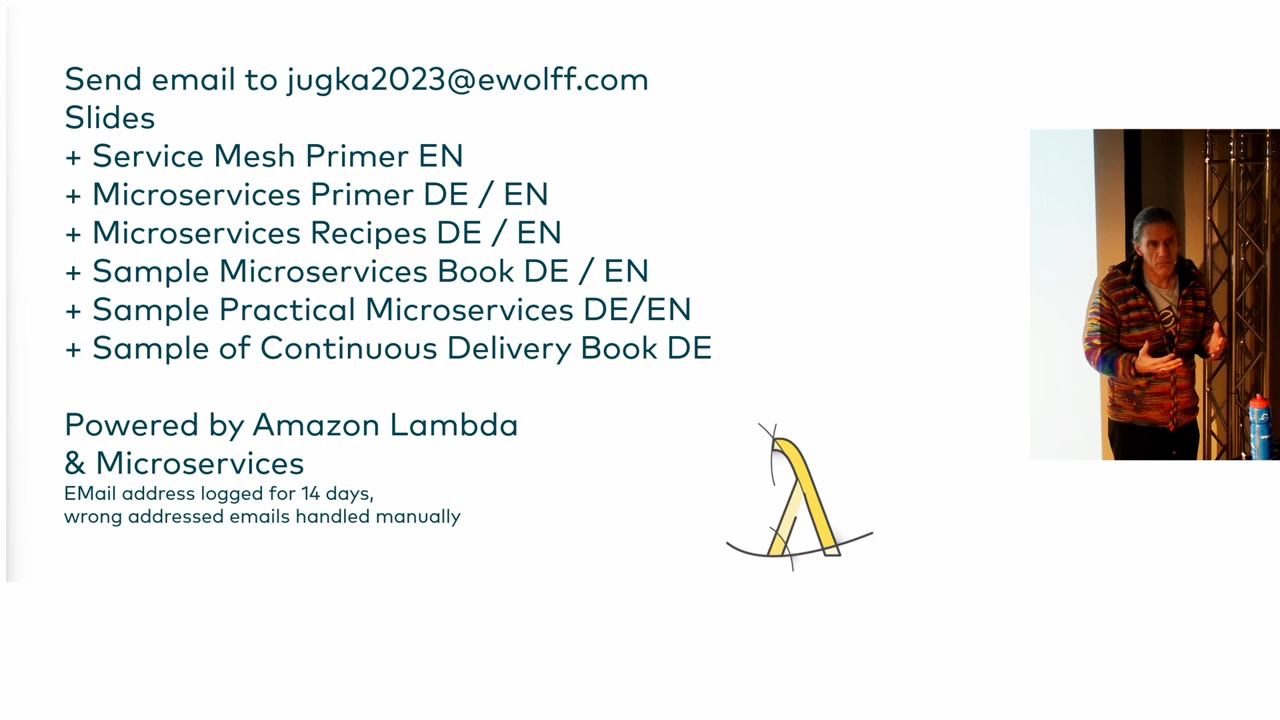 Send email to jugka2023@ewolff.com
Slides
+ Service Mesh Primer EN
+ Microservices Primer DE / EN
+ Microservices Recipes DE / EN
+ Sample Microservices Book DE / EN
+ Sample Practical Microservices DE/EN
+ Sample of Continuous Delivery Book DE
Powered by Amazon Lambda
& Microservices
EMail address logged for 14 days,
wrong addressed emails handled manually